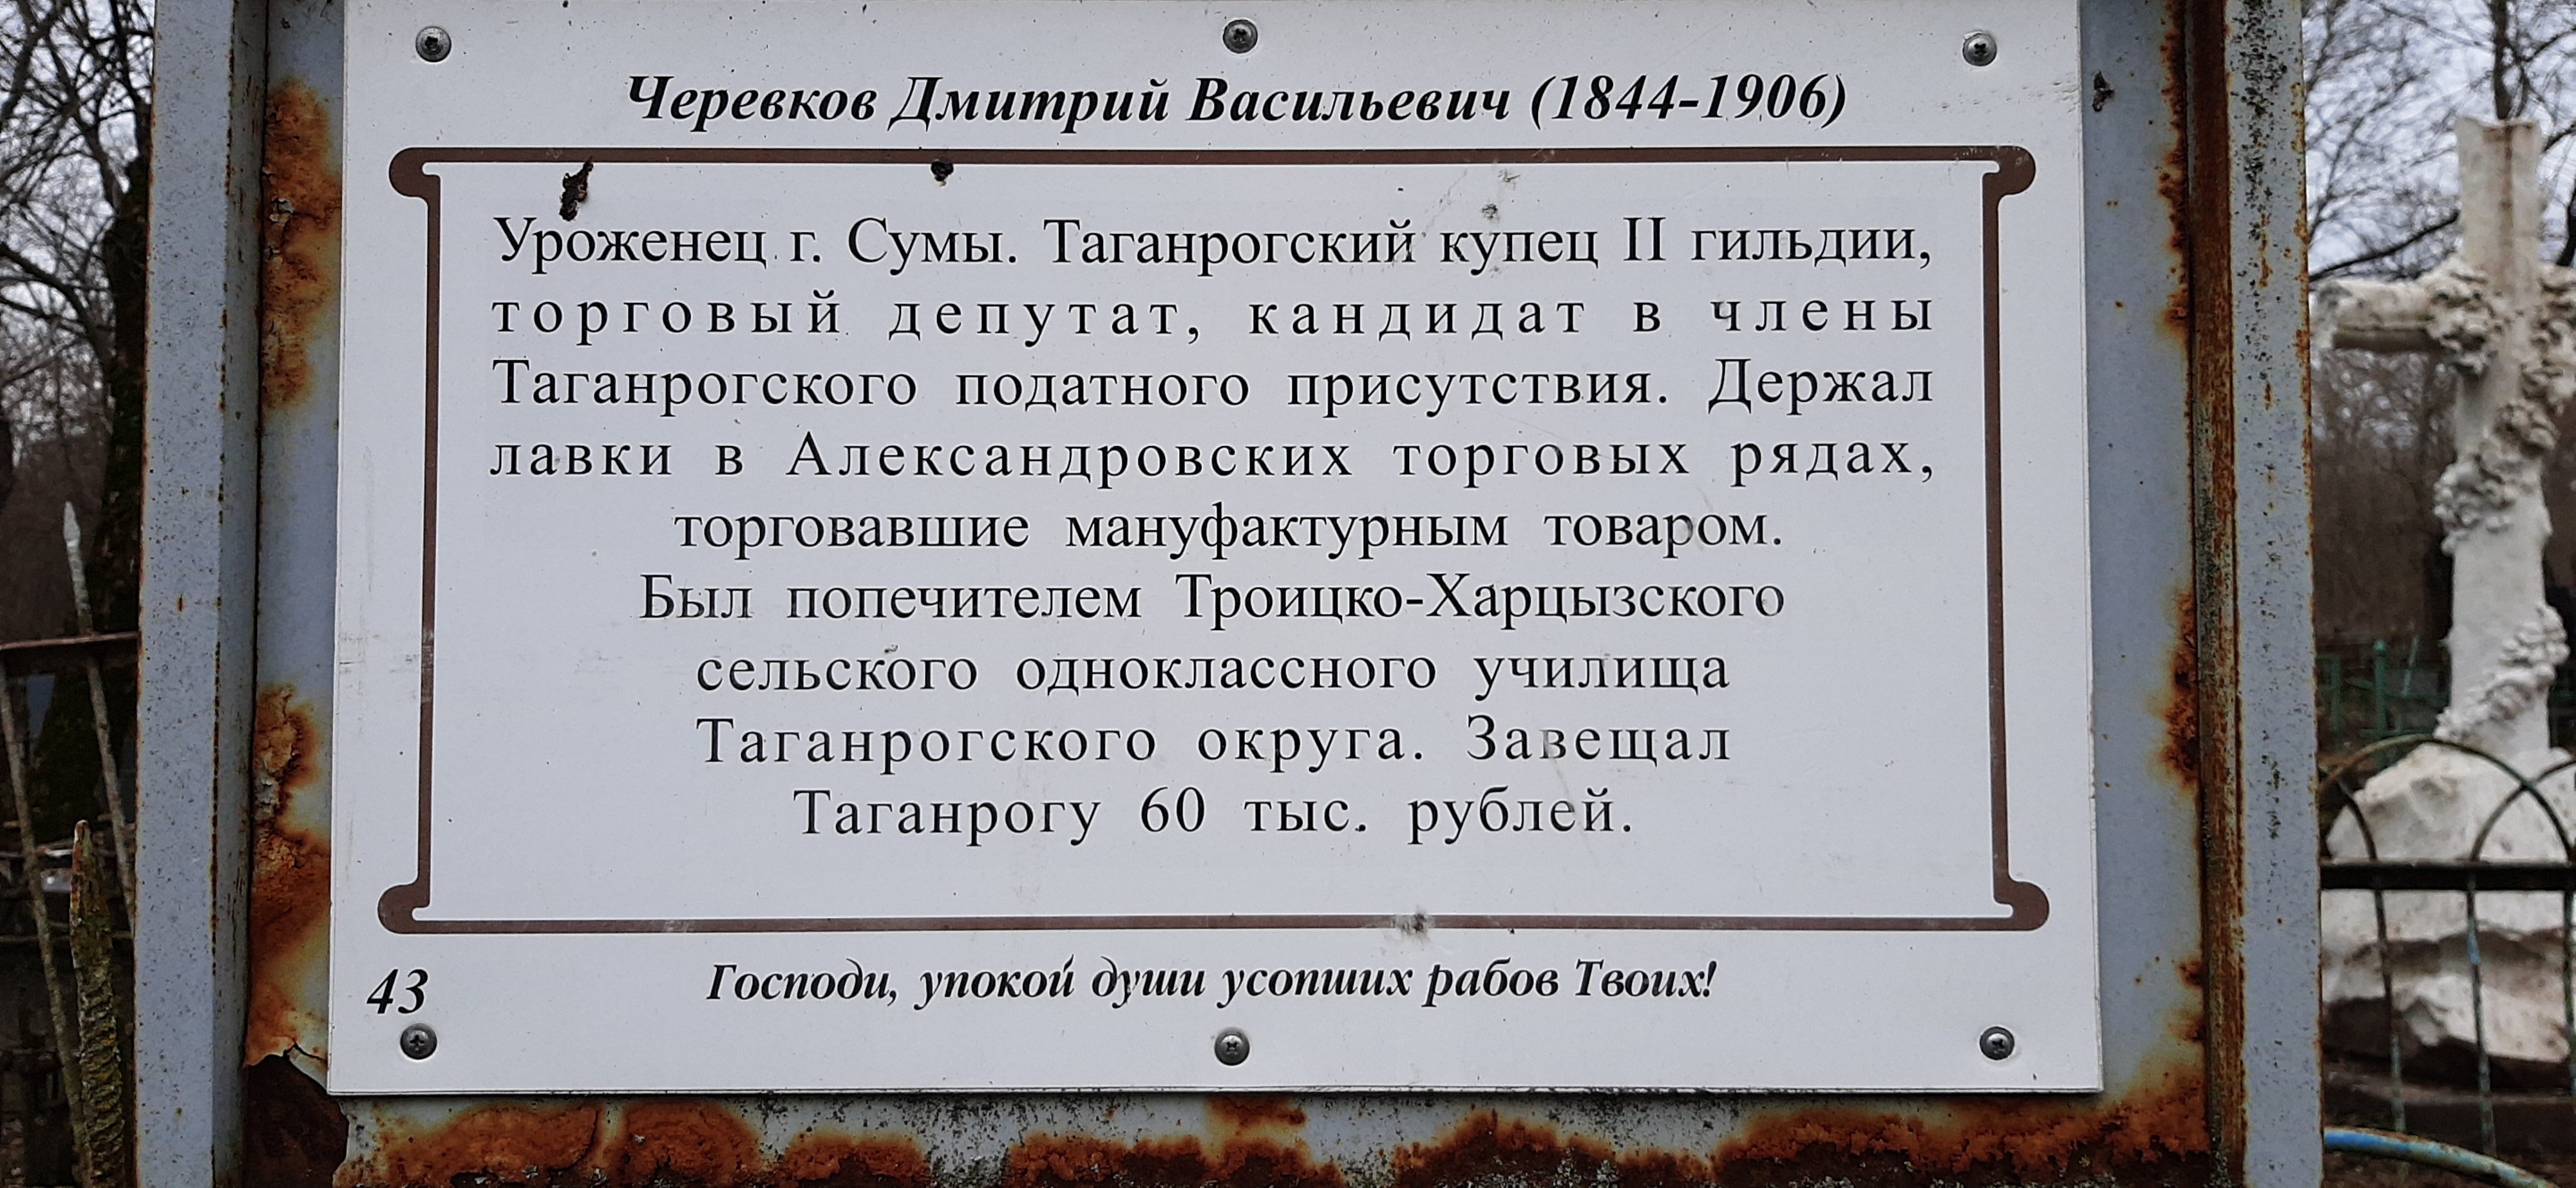 Черевков Дмитрий Васильевич (1844-1906)
Уроженец г. Сумы. Таганрогский купец II гильдии,
торговый депутат, кандидат в члены
Таганрогского податного присутствия. Держал
лавки в Александровских торговых рядах,
торговавшие мануфактурным товаром.
Был попечителем Троицко-Харцызского
сельского одноклассного училища
Таганрогского округа. Завещал
Таганрогу 60 тыс. рублей.
Господи, упокой души усопших рабов Твоих!
43